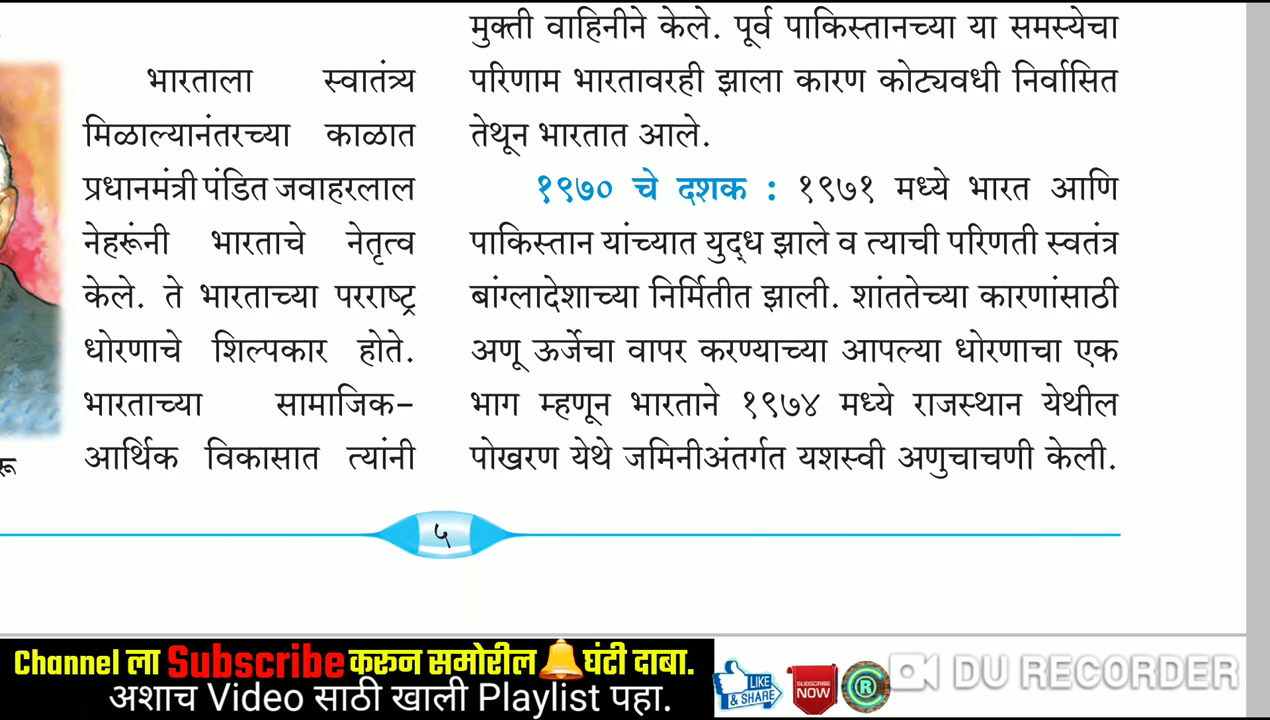 भारताला स्वातंत्र्य
मिळाल्यानंतरच्या काळात
प्रधानमंत्री पंडित जवाहरलाल
नेहरूंनी भारताचे नेतृत्व
केले. ते भारताच्या परराष्ट्र
धोरणाचे शिल्पकार होते.
भारताच्या सामाजिक-
आर्थिक विकासात त्यांनी
रू
मुक्ती वाहिनीने केले. पूर्व पाकिस्तानच्या या समस्येचा
परिणाम भारतावरही झाला कारण कोट्यवधी निर्वासित
तेथून भारतात आले.
१९७० चे दशक : १९७१ मध्ये भारत आणि
पाकिस्तान यांच्यात युद्ध झाले व त्याची परिणती स्वतंत्र
बांग्लादेशाच्या निर्मितीत झाली. शांततेच्या कारणांसाठी
अणू ऊर्जेचा वापर करण्याच्या आपल्या धोरणाचा एक
भाग म्हणून भारताने १९७४ मध्ये राजस्थान येथील
पोखरण येथे जमिनीअंतर्गत यशस्वी अणुचाचणी केली.
५
Channel ला Subscribe करून समोरील घंटी दाबा.
अशाच Video साठी खाली Playlist पहा.
LIKE
& SHARE
SUBSCRIBE
NOW
R
DU RECORDER